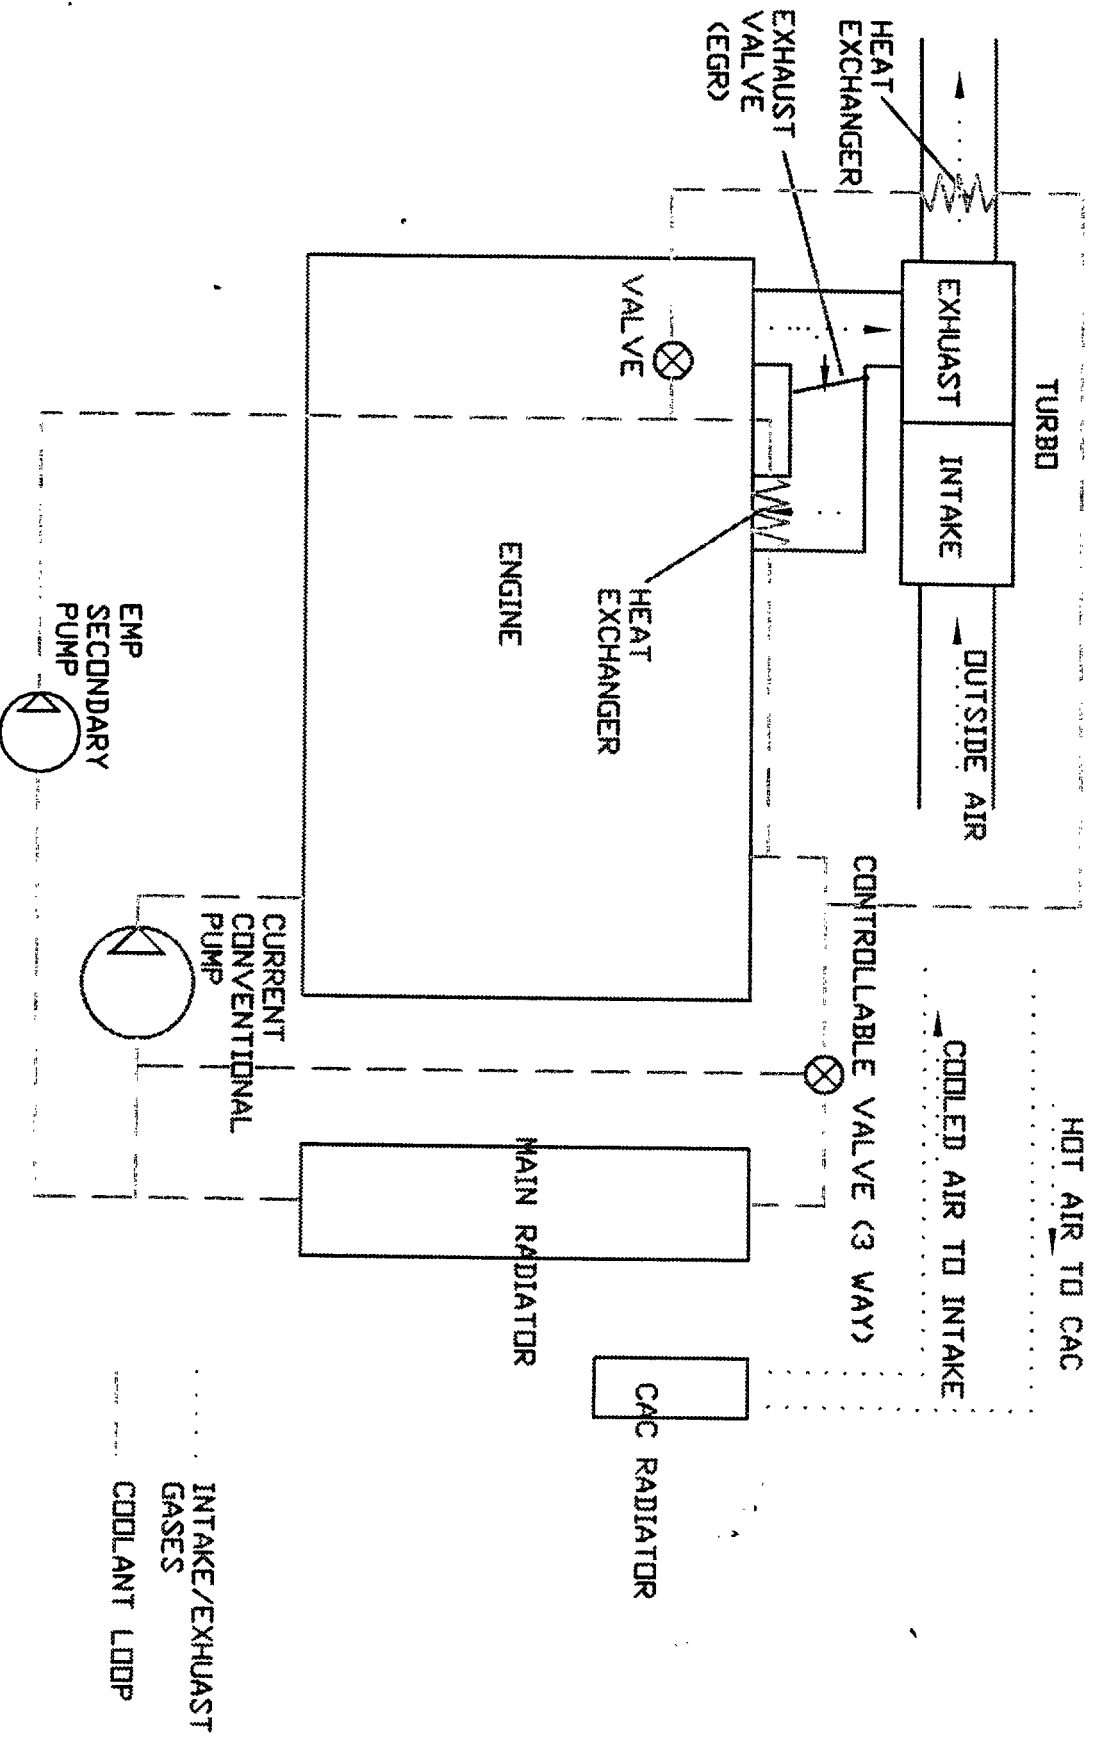 HEAT
EXCHANGER
EXHAUST
VALVE
(EGR)
TURBO
EXHUAST
INTAKE
OUTSIDE AIR
VALVE
ENGINE
HEAT
EXCHANGER
EMP
SECONDARY
PUMP
CURRENT
CONVENTIONAL
PUMP
CONTROLLABLE VALVE (3 WAY)
COOLED AIR TO INTAKE
HOT AIR TO CAC
MAIN RADIATOR
CAC RADIATOR
INTAKE/EXHUAST
GASES
COOLANT LOOP